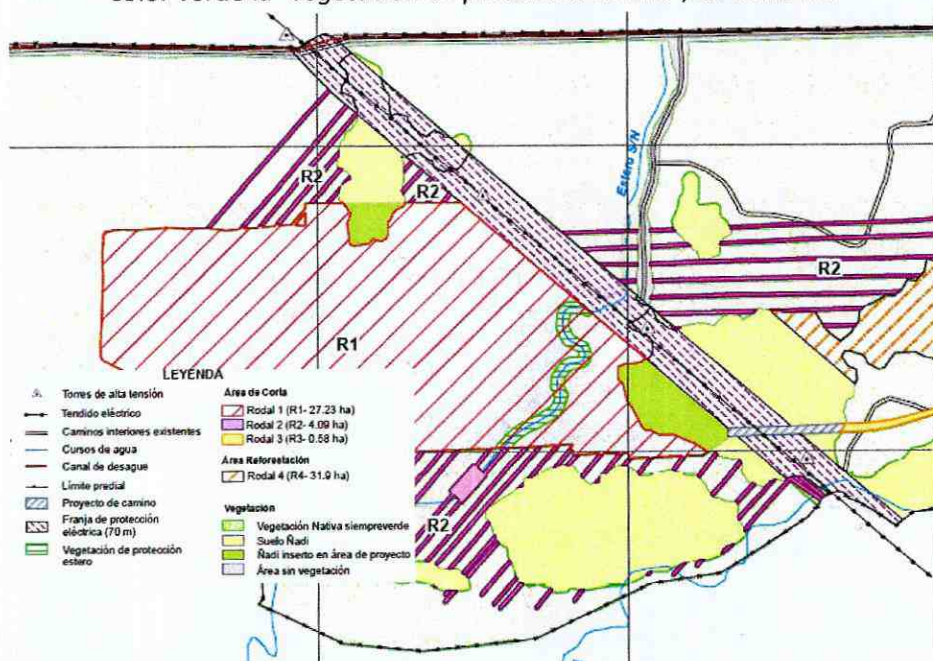 R2
R2
Estero S/N
R2
R1
R2
LEYENDA
Torres de alta tensión
Tendido eléctrico
Caminos interiores existentes
Cursos de agua
Canal de desague
Límite predial
Proyecto de camino
Franja de protección
eléctrica (70 m)
Vegetación de protección
estero
Área de Corta
Rodal 1 (R1- 27.23 ha)
Rodal 2 (R2- 4.09 ha)
Rodal 3 (R3- 0.58 ha)
Área Reforestación
Rodal 4 (R4- 31.9 ha)
Vegetación
Vegetación Nativa siempreverde
Suelo Ñadi
Ñadi inserto en área de proyecto
Área sin vegetación